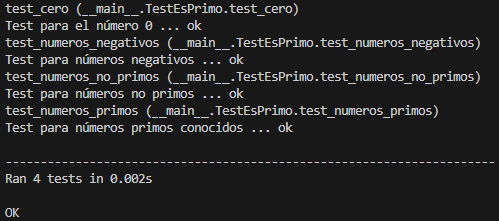 test_cero (__main__.TestEsPrimo.test_cero)
Test para el número 0 ... ok
test_numeros_negativos (__main__.TestEsPrimo.test_numeros_negativos)
Test para números negativos ... ok
test_numeros_no_primos (__main__.TestEsPrimo.test_numeros_no_primos)
Test para números no primos ... ok
test_numeros_primos (__main__.TestEsPrimo.test_numeros_primos)
Test para números primos conocidos ... ok
----------------------------------------------------------------------
Ran 4 tests in 0.002s
OK